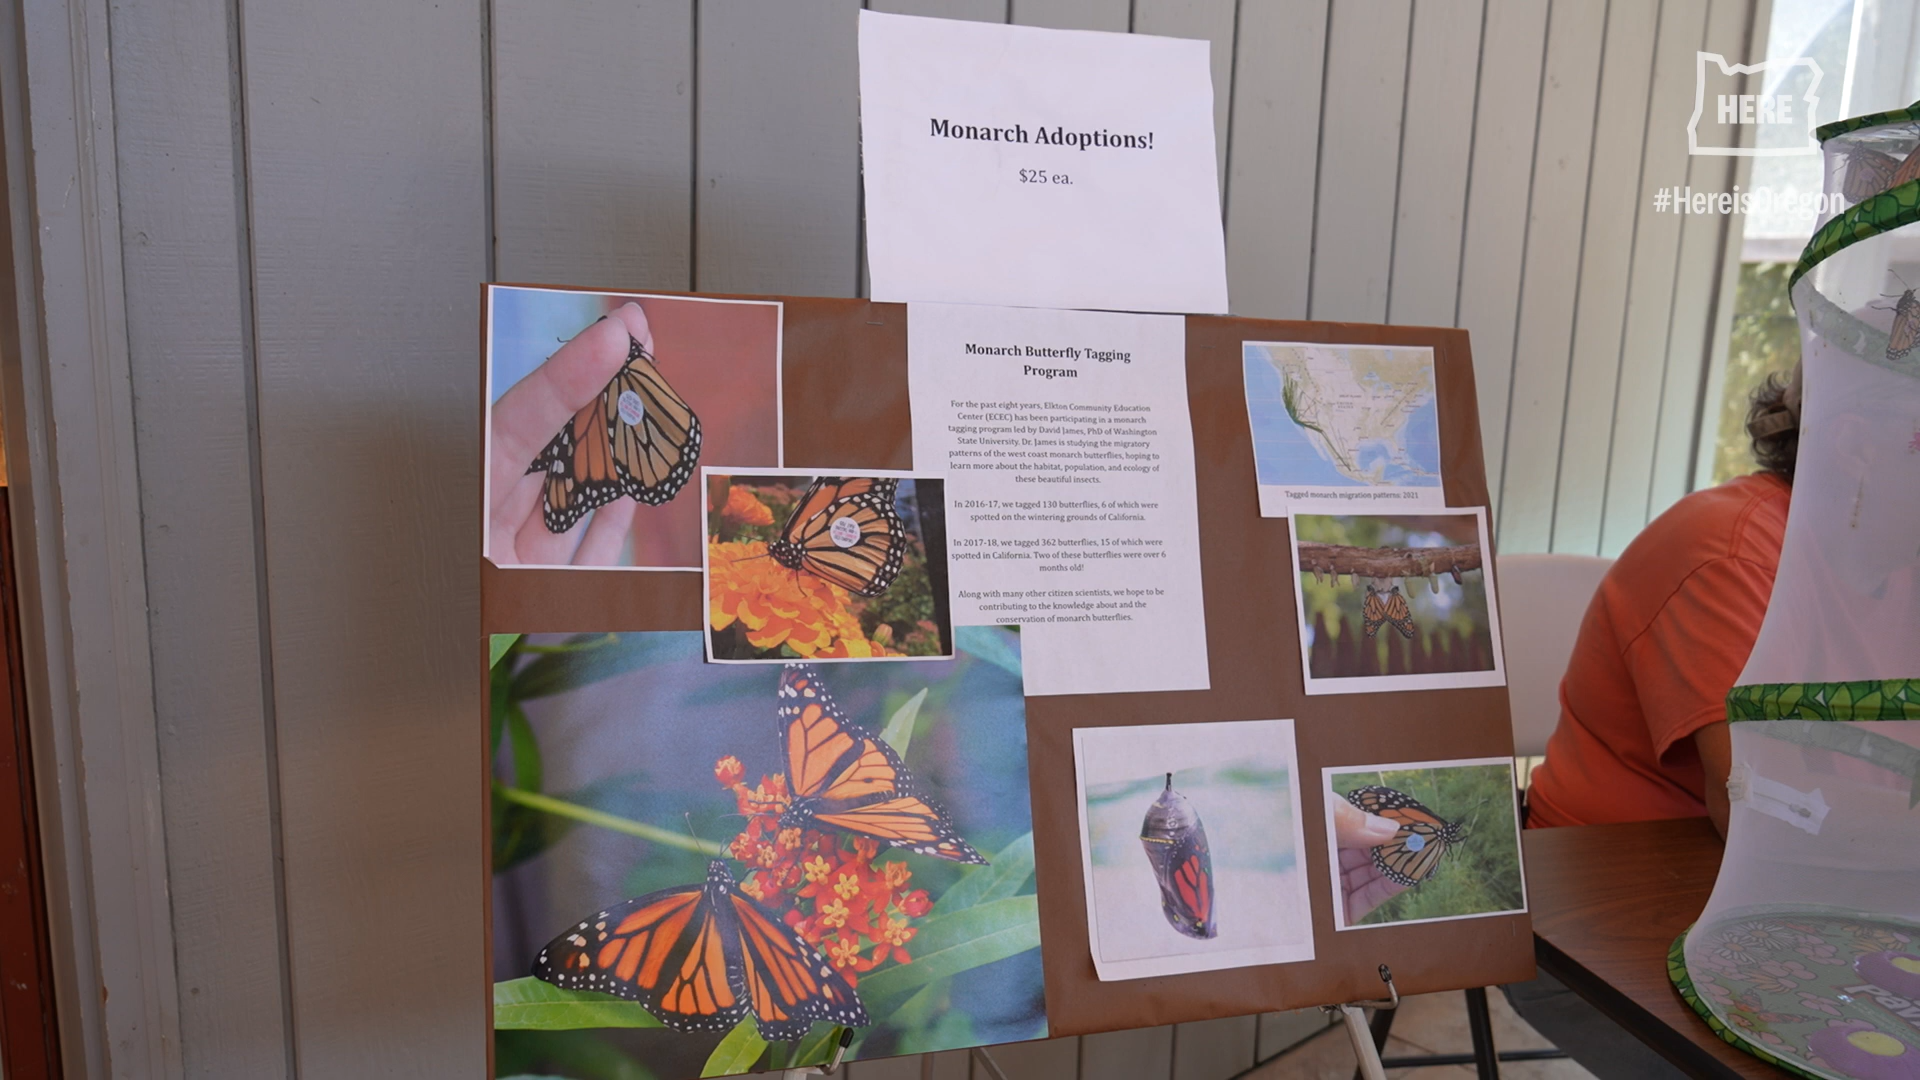 HERE
#HereisOregon
Monarch Adoptions!
$25 ea.
Monarch Butterfly Tagging
Program
For the past eight years, Elkton Community Education
Center (ECEC) has been participating in a monarch
tagging program led by David James, PhD of Washington
State University. Dr. James is studying the migratory
patterns of the west coast monarch butterflies, hoping to
learn more about the habitat, population, and ecology of
these beautiful insects.
In 2016-17, we tagged 130 butterflies, 6 of which were
spotted on the wintering grounds of California.
In 2017-18, we tagged 362 butterflies, 15 of which were
spotted in California. Two of these butterflies were over 6
months old!
Along with many other citizen scientists, we hope to be
contributing to the knowledge about and the
conservation of monarch butterflies.
Tagged monarch migration patterns: 2021